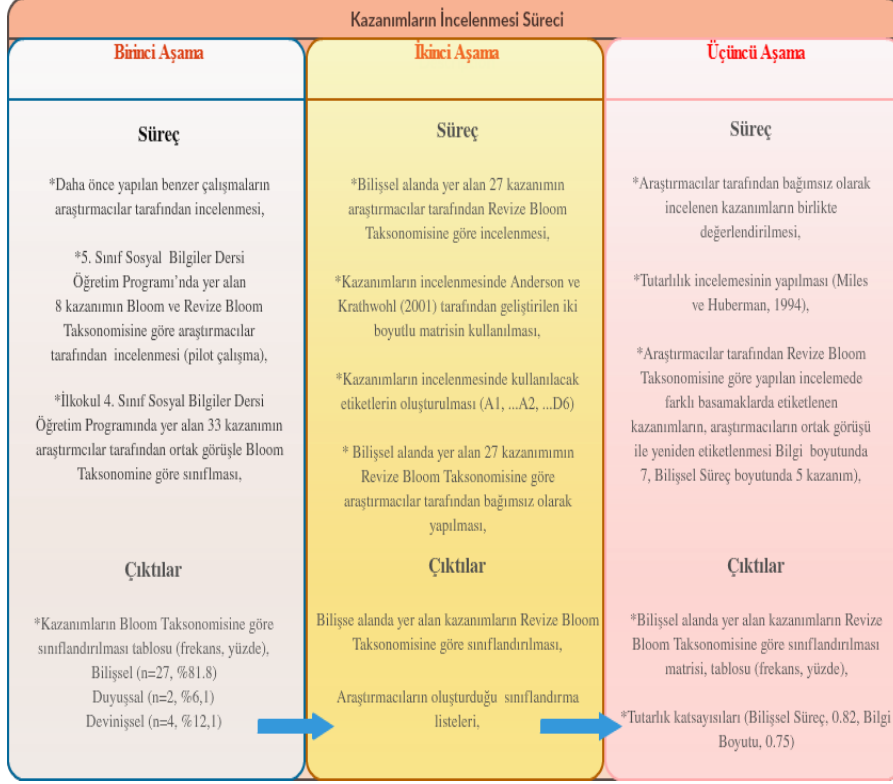 Kazanımların İncelenmesi Süreci
Birinci Aşama
Süreç
*Daha önce yapılan benzer çalışmaların
araştırmacılar tarafından incelenmesi,
*5. Sınıf Sosyal Bilgiler Dersi
Öğretim Programı’nda yer alan
8 kazanımın Bloom ve Revize Bloom
Taksonomisine göre araştırmacılar
tarafından incelenmesi (pilot çalışma),
*İlkokul 4. Sınıf Sosyal Bilgiler Dersi
Öğretim Programında yer alan 33 kazanımın
araştırmcılar tarafından ortak görüşle Bloom
Taksonomine göre sınıflması,
Çıktılar
*Kazanımların Bloom Taksonomisine göre
sınıflandırılması tablosu (frekans, yüzde),
Bilişsel (n=27, %81.8)
Duyuşsal (n=2, %6,1)
Devinişsel (n=4, %12,1)
İkinci Aşama
Süreç
*Bilişsel alanda yer alan 27 kazanımın
araştırmacılar tarafından Revize Bloom
Taksonomisine göre incelenmesi,
*Kazanımların incelenmesinde Anderson ve
Krathwohl (2001) tarafından geliştirilen iki
boyutlu matrisin kullanılması,
*Kazanımların incelenmesinde kullanılacak
etiketlerin oluşturulması (A1, ...A2, ...D6)
* Bilişsel alanda yer alan 27 kazanımımın
Revize Bloom Taksonomisine göre
araştırmacılar tarafından bağımsız olarak
yapılması,
Çıktılar
Bilişse alanda yer alan kazanımların Revize Bloom
Taksonomisine göre sınıflandırılması,
Araştırmacıların oluşturduğu sınıflandırma
listeleri,
Üçüncü Aşama
Süreç
*Araştırmacılar tarafından bağımsız olarak
incelenen kazanımların birlikte
değerlendirilmesi,
*Tutarlılık incelemesinin yapılması (Miles
ve Huberman, 1994),
*Araştırmacılar tarafından Revize Bloom
Taksonomisine göre yapılan incelemede
farklı basamaklarda etiketlenen
kazanımların, araştırmacıların ortak görüşü
ile yeniden etiketlenmesi Bilgi boyutunda
7, Bilişsel Süreç boyutunda 5 kazanım),
Çıktılar
*Bilişsel alanda yer alan kazanımların Revize
Bloom Taksonomisine göre sınıflandırılması
matrisi, tablosu (frekans, yüzde),
*Tutarlık katsayısıları (Bilişsel Süreç, 0.82, Bilgi
Boyutu, 0.75)